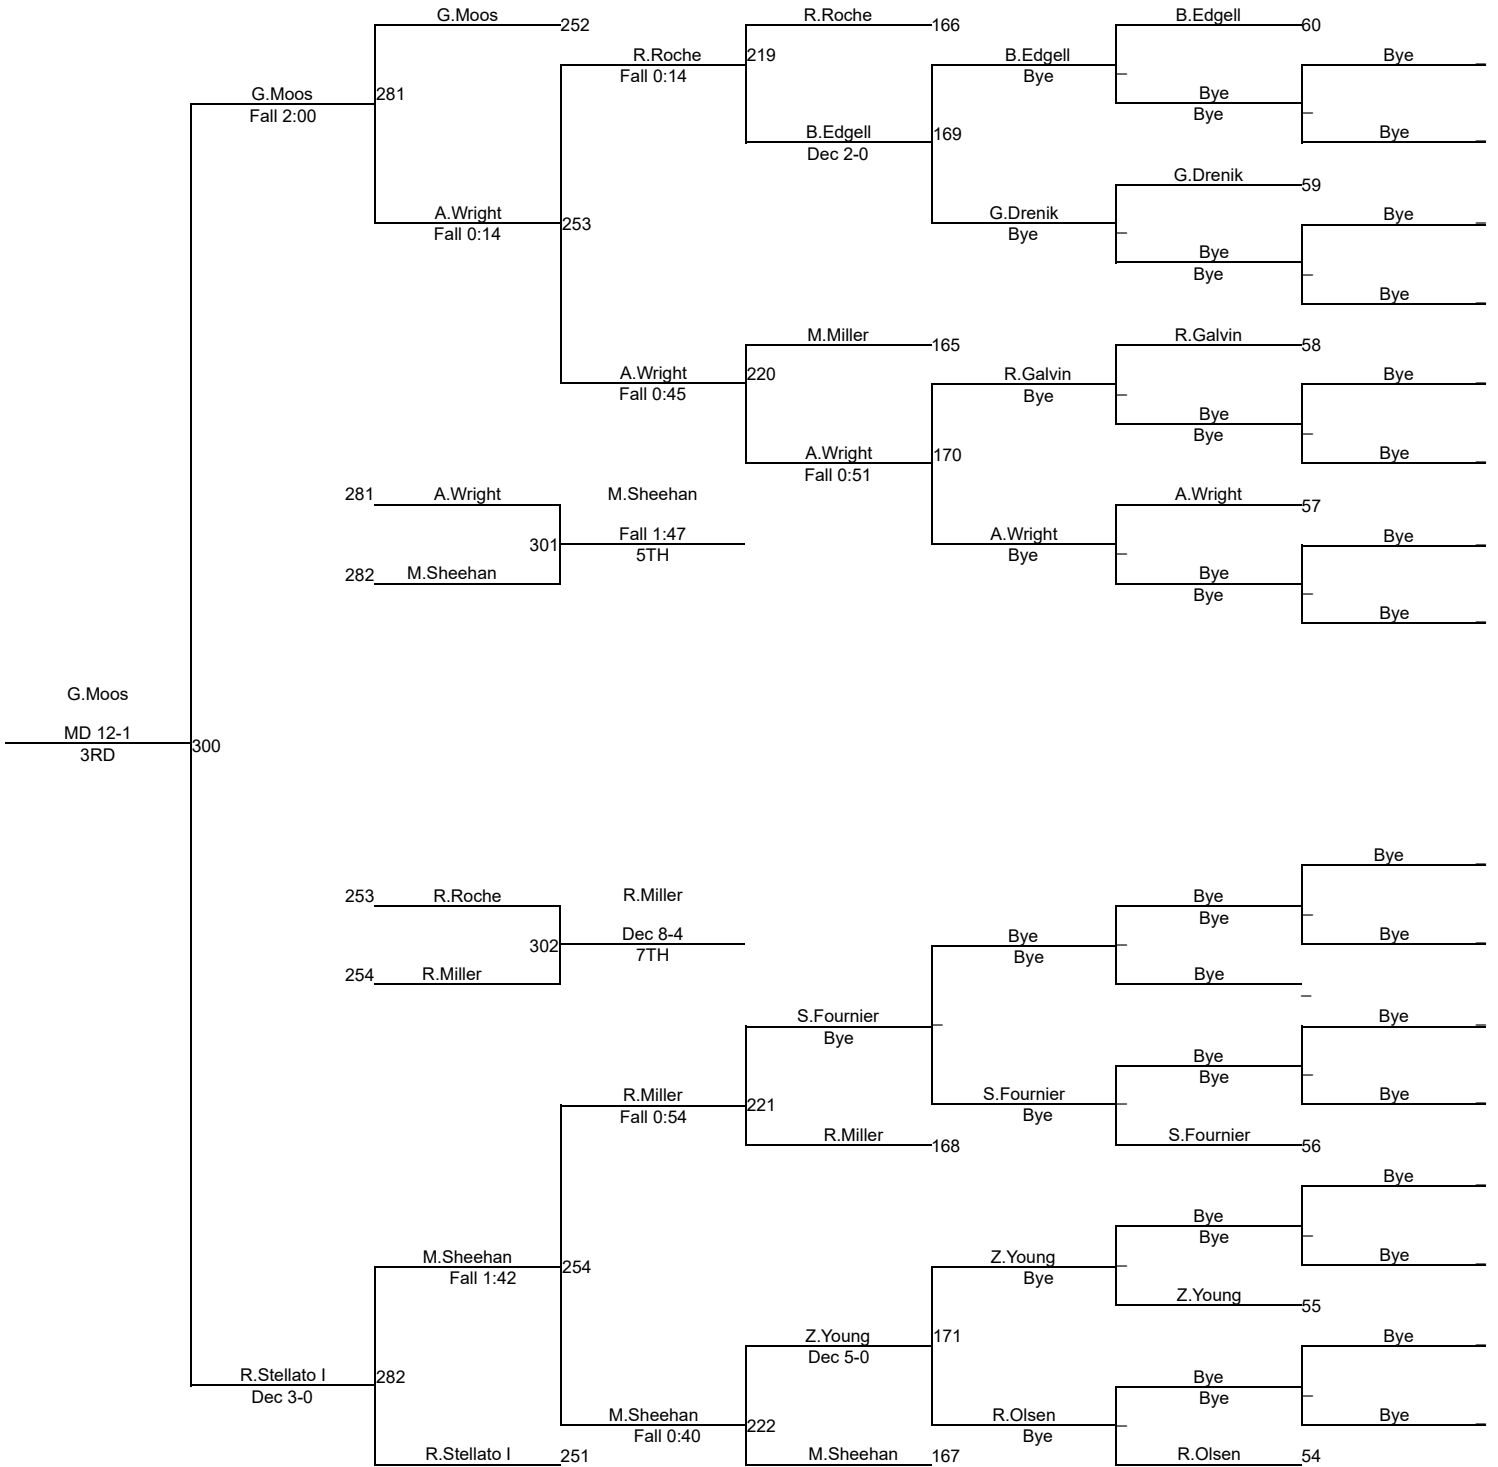 G.Moos
252
R.Roche
166
B.Edgell
60
R.Roche
219
Fall 0:14
B.Edgell
Bye
Bye
G.Moos
281
Fall 2:00
Bye
Bye
B.Edgell
169
Dec 2-0
Bye
G.Drenik
59
A.Wright
Fall 0:14
253
G.Drenik
Bye
Bye
Bye
Bye
Bye
M.Miller
165
R.Galvin
58
A.Wright
220
Fall 0:45
R.Galvin
Bye
Bye
Bye
Bye
A.Wright
170
Fall 0:51
Bye
281
A.Wright
M.Sheehan
A.Wright
57
301
Fall 1:47
5TH
A.Wright
Bye
Bye
282
M.Sheehan
Bye
Bye
Bye
G.Moos
MD 12-1
300
3RD
Bye
253
R.Roche
R.Miller
Bye
Bye
302
Dec 8-4
7TH
Bye
Bye
Bye
254
R.Miller
Bye
S.Fournier
Bye
Bye
Bye
Bye
R.Miller
221
Fall 0:54
S.Fournier
Bye
Bye
R.Miller
168
S.Fournier
56
Bye
Bye
Bye
M.Sheehan
254
Fall 1:42
Z.Young
Bye
Bye
Z.Young
55
Z.Young
171
Dec 5-0
Bye
R.Stellato I
282
Dec 3-0
Bye
Bye
M.Sheehan
222
Fall 0:40
R.Olsen
Bye
Bye
R.Stellato I
251
M.Sheehan
167
R.Olsen
54